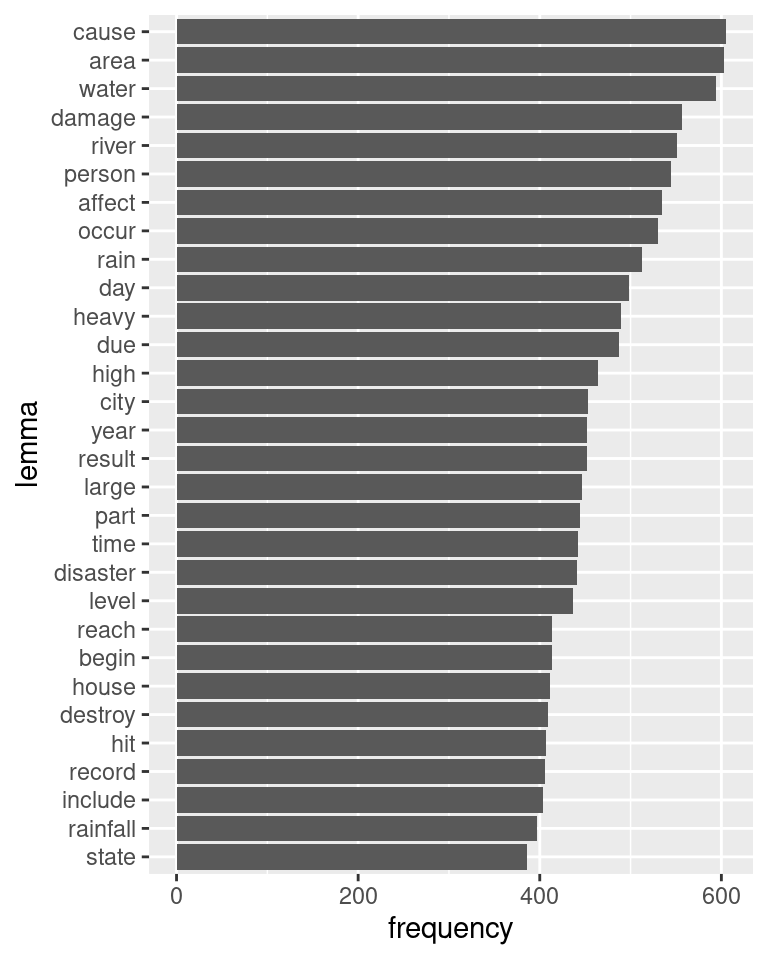 cause
area
water
damage
river
person
affect
occur
rain
day
heavy
due
high
city
year
result
large
part
time
disaster
level
reach
begin
house
destroy
hit
record
include
rainfall
state
lemma
0 200 400 600
frequency